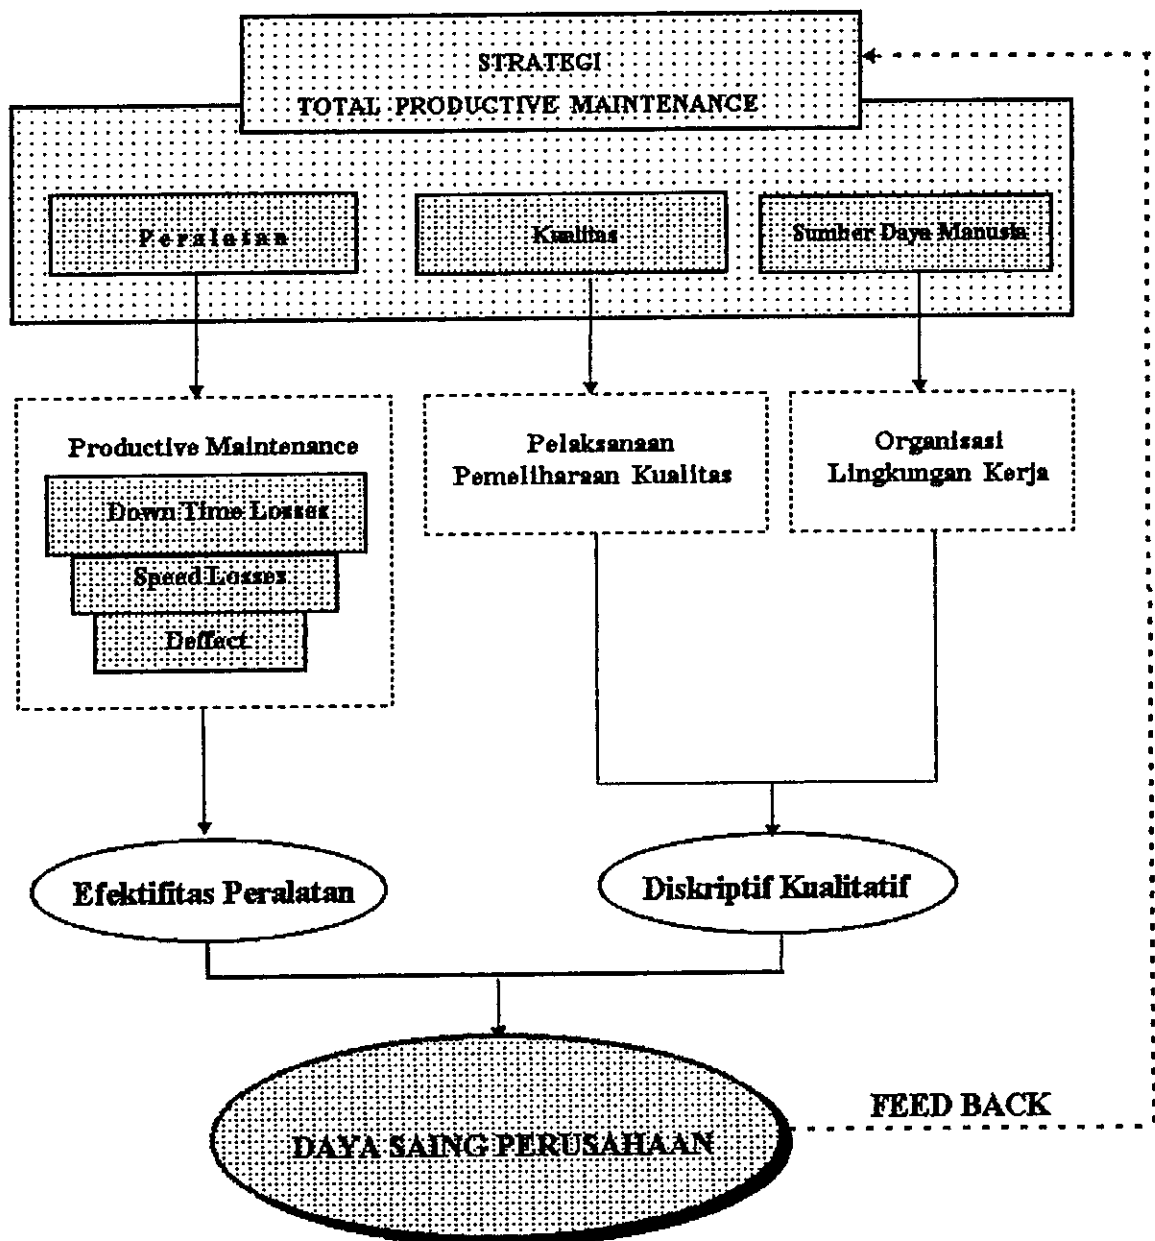 STRATEGI
TOTAL PRODUCTIVE MAINTENANCE
Peralatan
Kualitas
Sumber Daya Manusia
Productive Maintenance
Down Time Losses
Speed Losses
Deffect
Pelaksanaan
Pemeliharaan Kualitas
Organisasi
Lingkungan Kerja
Efektifitas Peralatan
Diskriptif Kualitatif
DAYA SAING PERUSAHAAN
FEED BACK